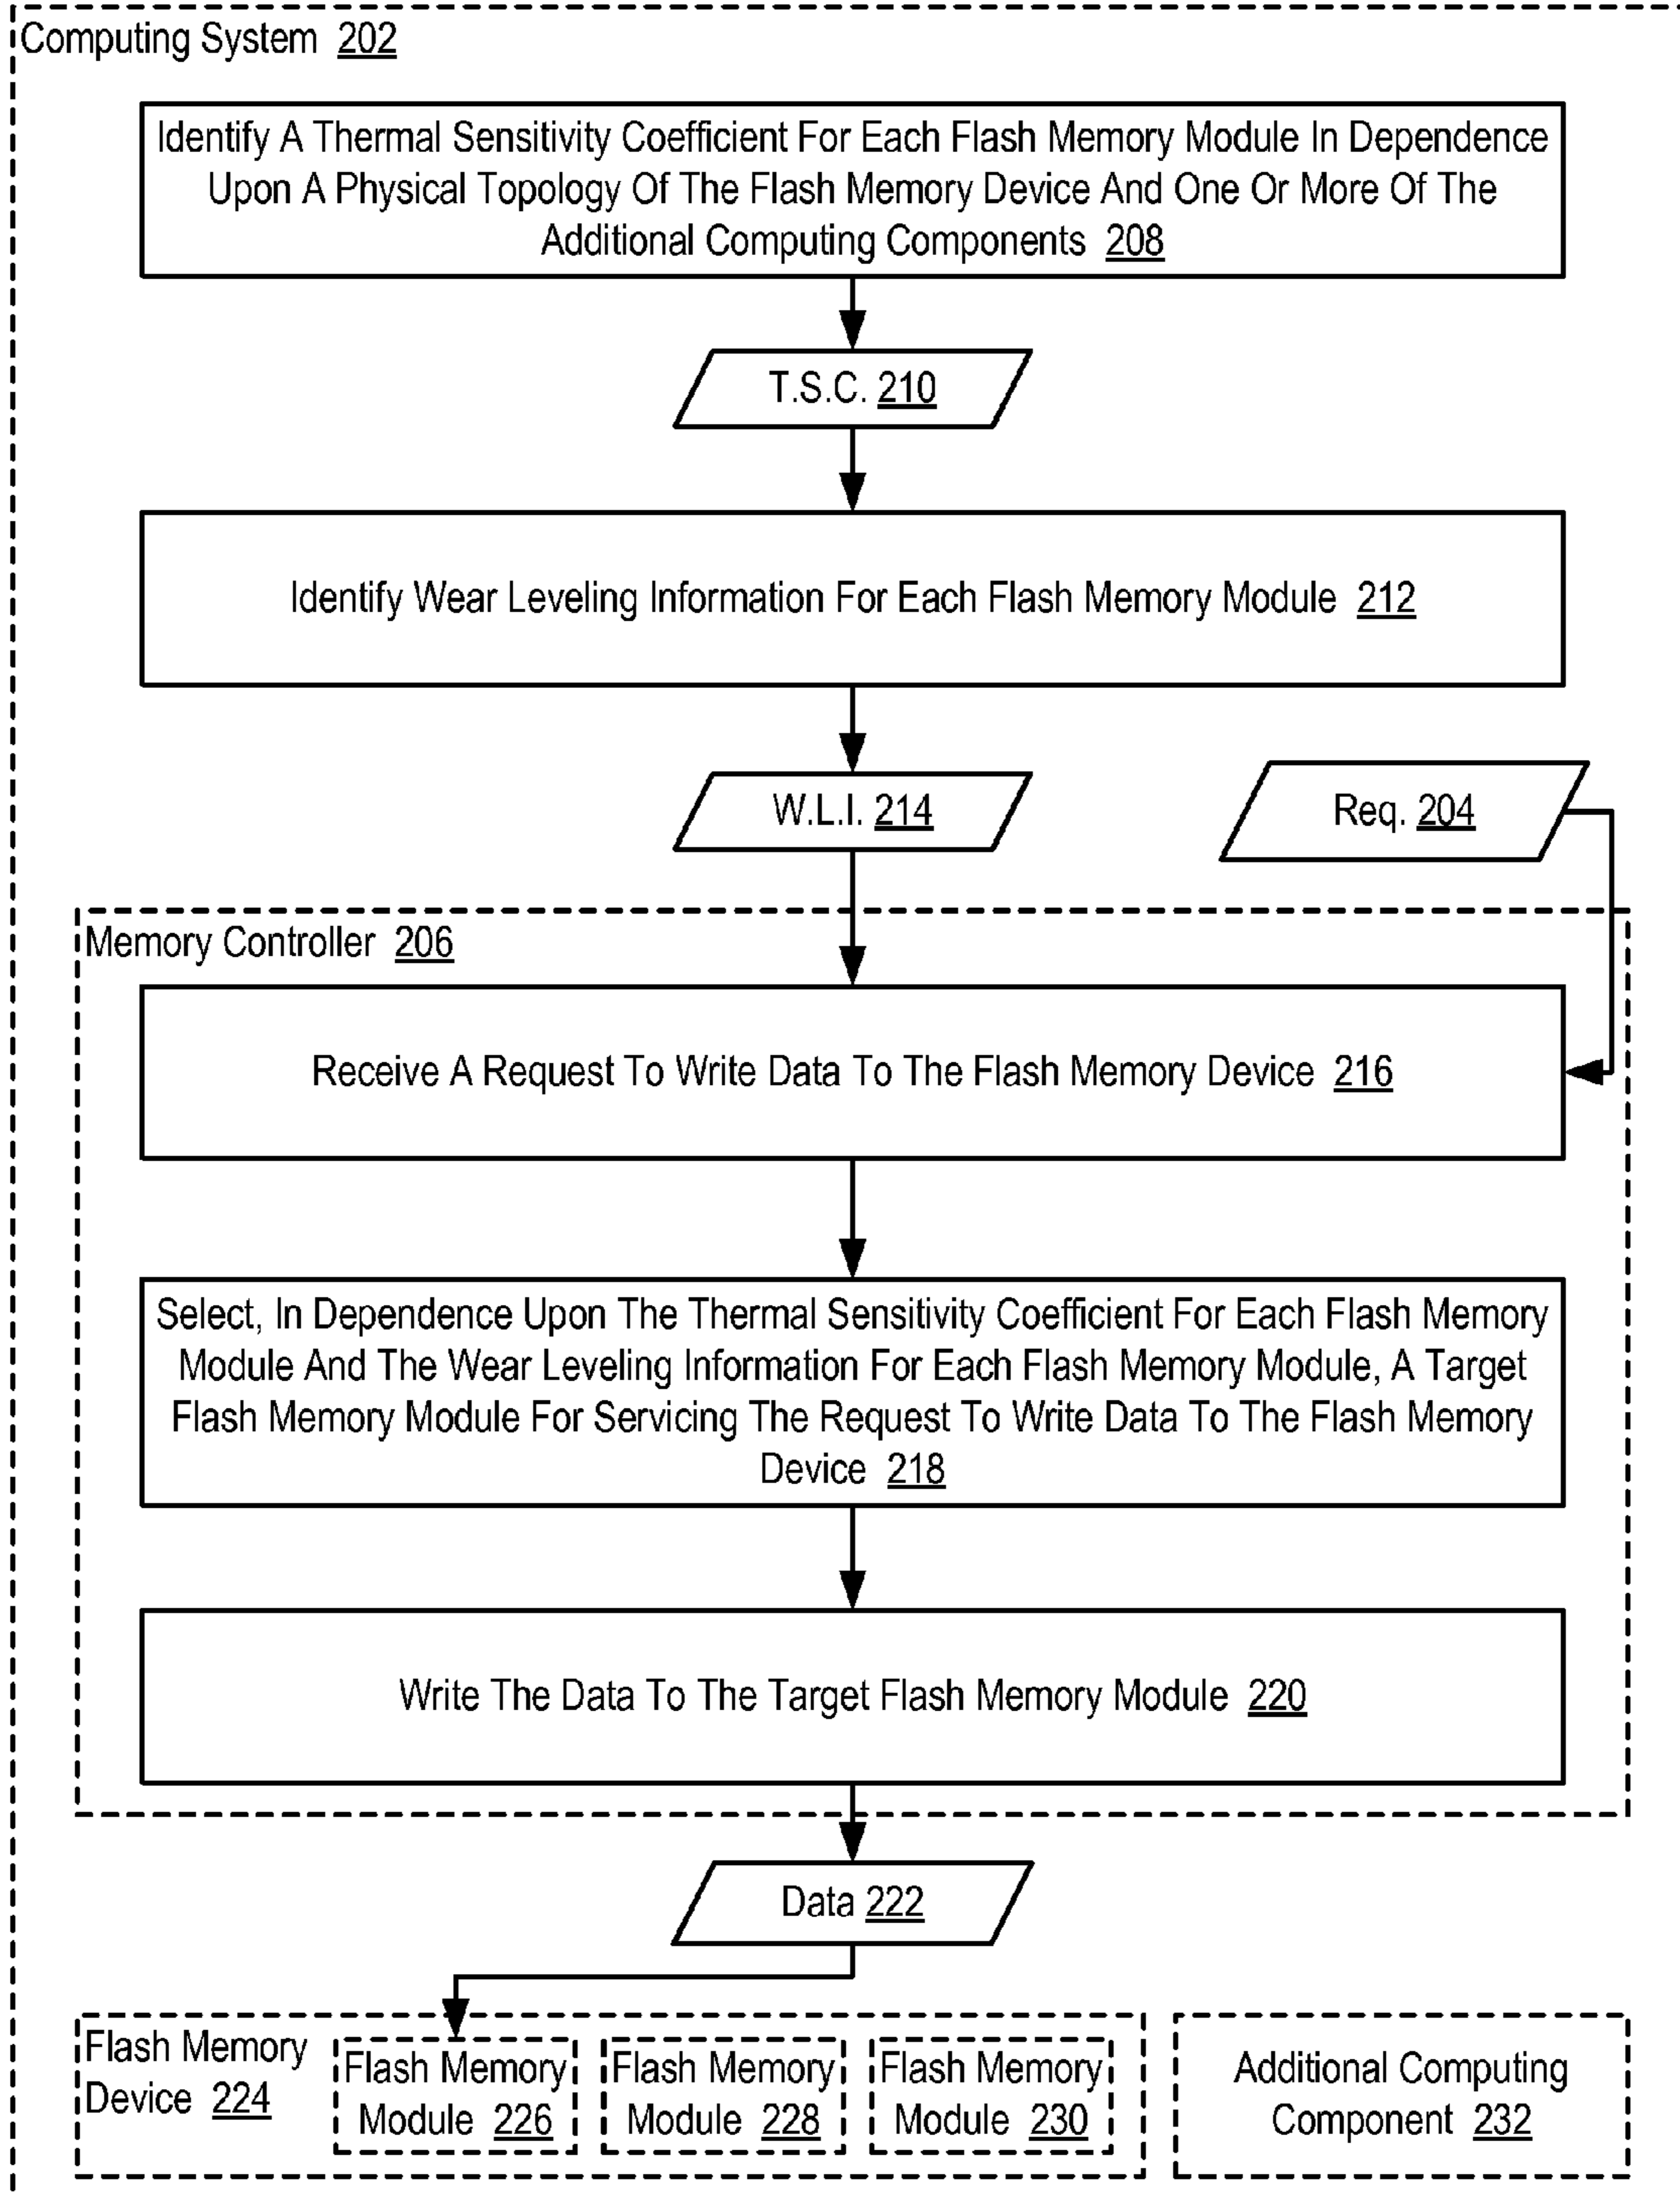 Computing System 202
Identify A Thermal Sensitivity Coefficient For Each Flash Memory Module In Dependence
Upon A Physical Topology Of The Flash Memory Device And One Or More Of The
Additional Computing Components 208
T.S.C. 210
Identify Wear Leveling Information For Each Flash Memory Module 212
W.L.I. 214
Req. 204
Memory Controller 206
Receive A Request To Write Data To The Flash Memory Device 216
Select, In Dependence Upon The Thermal Sensitivity Coefficient For Each Flash Memory
Module And The Wear Leveling Information For Each Flash Memory Module, A Target
Flash Memory Module For Servicing The Request To Write Data To The Flash Memory
Device 218
Write The Data To The Target Flash Memory Module 220
Data 222
Flash Memory
Device 224
Flash Memory
Module 226
Flash Memory
Module 228
Flash Memory
Module 230
Additional Computing
Component 232